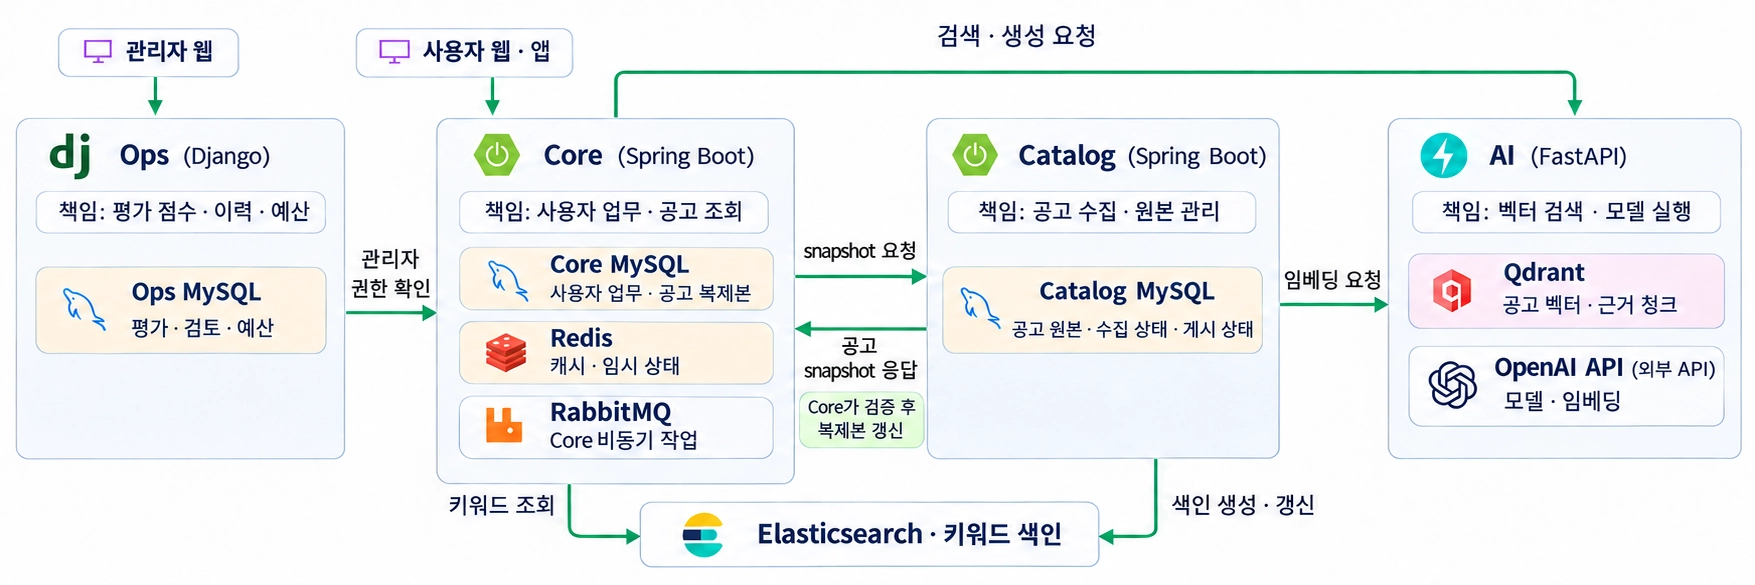 관리자 웹
사용자 웹 · 앱
검색 · 생성 요청
dj Ops (Django)
책임: 평가 점수 · 이력 · 예산
Ops MySQL
평가 · 검토 · 예산
관리자
권한 확인
Core (Spring Boot)
책임: 사용자 업무 · 공고 조회
Core MySQL
사용자 업무 · 공고 복제본
Redis
캐시 · 임시 상태
RabbitMQ
Core 비동기 작업
snapshot 요청
공고
snapshot 응답
Core가 검증 후
복제본 갱신
Catalog (Spring Boot)
책임: 공고 수집 · 원본 관리
Catalog MySQL
공고 원본 · 수집 상태 · 게시 상태
임베딩 요청
AI (FastAPI)
책임: 벡터 검색 · 모델 실행
Qdrant
공고 벡터 · 근거 청크
OpenAI API (외부 API)
모델 · 임베딩
키워드 조회
Elasticsearch · 키워드 색인
색인 생성 · 갱신